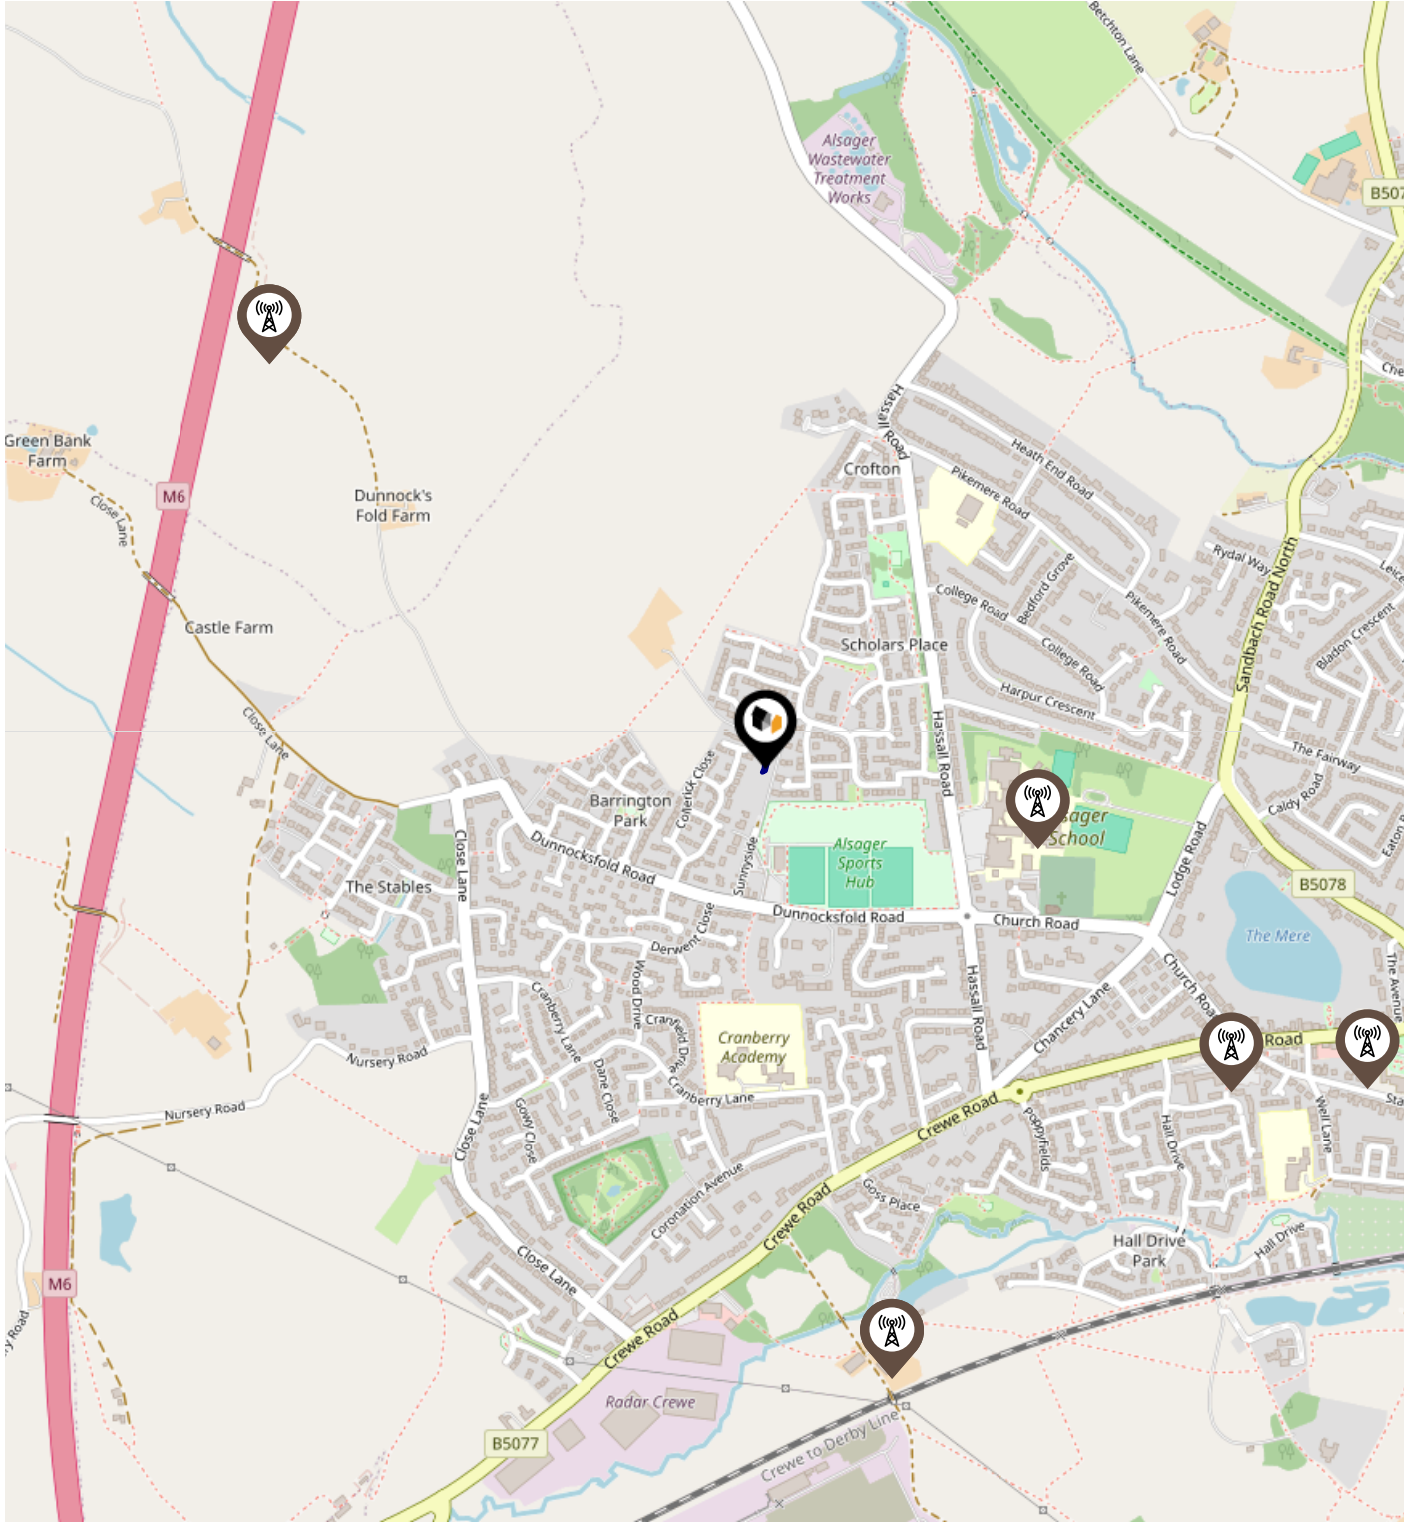 Betchton Lane
Alsager
Wastewater
Treatment
Works
Hassall Road
Green Bank
Farm
M6
Close Lane
Dunnock's
Fold Farm
Crofton
Heath End Road
Pikemere Road
Rydal Way
Sandbach Road North
Castle Farm
College Road
Bedford Grove
Pikemere Road
Bladon Crescent
Scholars Place
College Road
Harpur Crescent
Close Lane
Hassall Road
The Fairway
Caldy Road
Barrington
Park
Coflerick Close
School
Alsager
Sports
Hub
Dunnocksfold Road
Sunnyside
Close Lane
The Stables
Lodge Road
B5078
Dunnocksfold Road
Church Road
The Mere
Derwent Close
Wood Drive
Hassall Road
Church Road
The Avenue
Cranberry Lane
Cranfield Drive
Cranberry
Academy
Chancery Lane
Road
Nursery Road
Dane Close
Cranberry Lane
Nursery Road
Gowy Close
Close Lane
Crewe Road
Poppyfields
Hall Drive
Well Lane
Coronation Avenue
Goss Place
Crewe Road
Hall Drive
Park
Hall Drive
M6
Close Lane
Crewe Road
Radar Crewe
B5077
Crewe to Derby Line